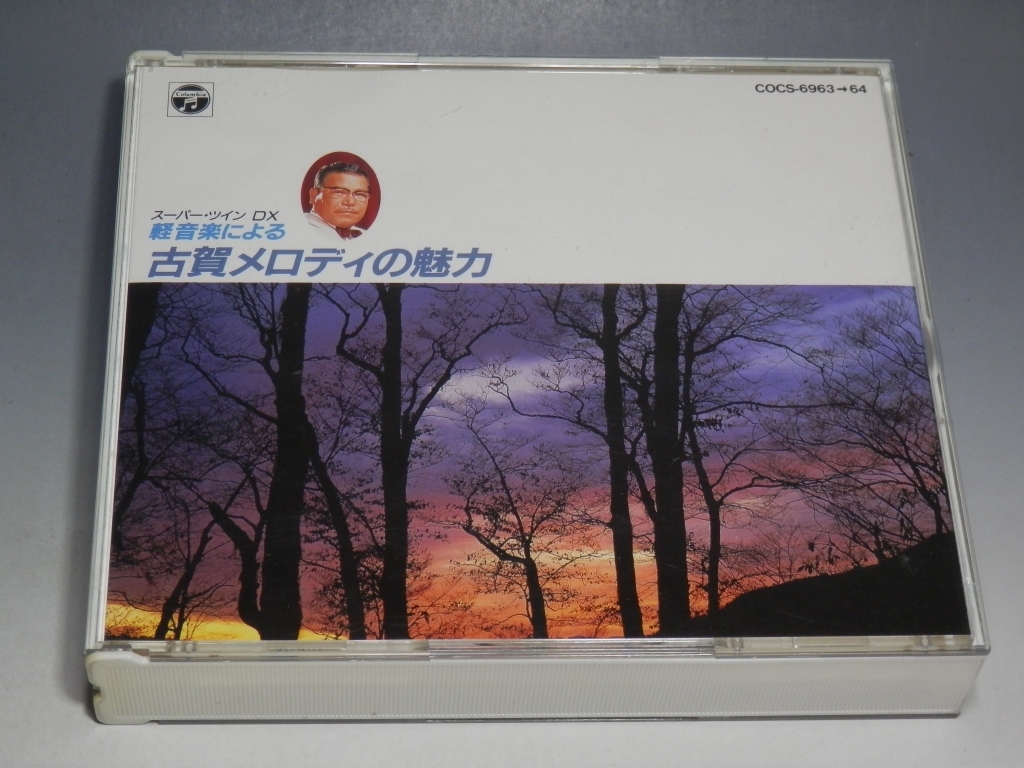 Columbia
COCS-6963→64
スーパー・ツイン DX
軽音楽による
古賀メロディの魅力